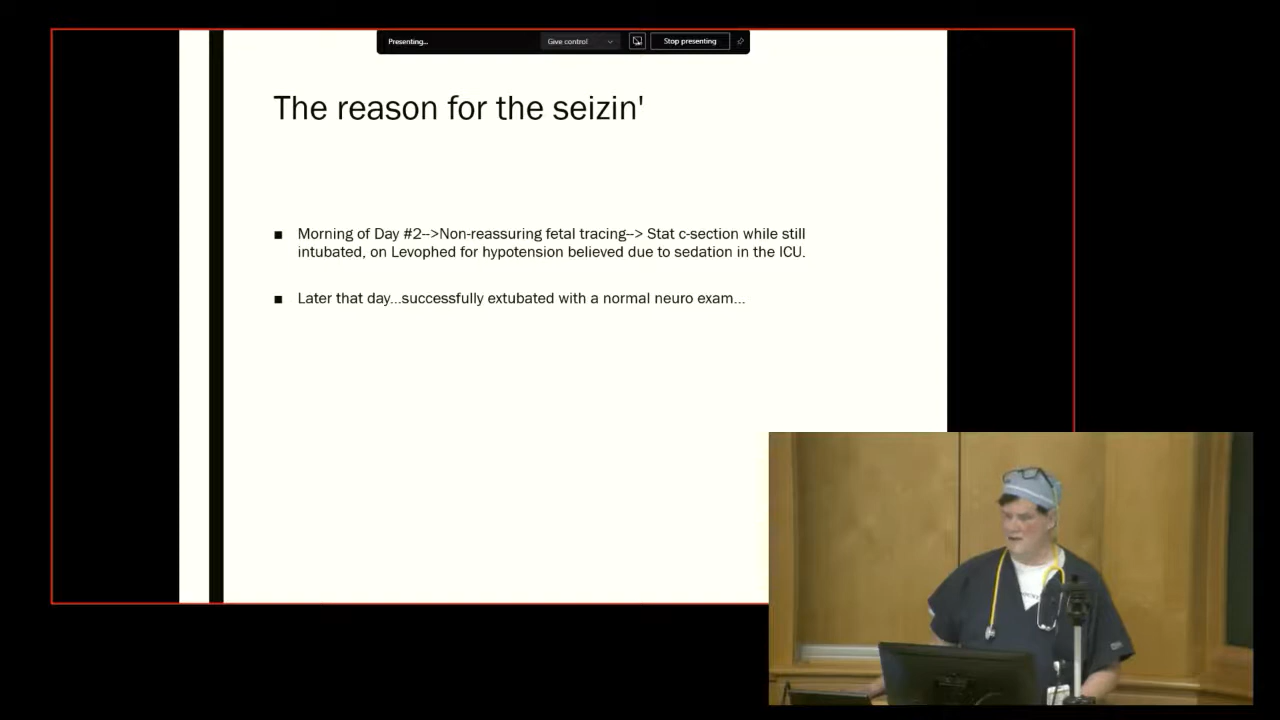 Presenting...
Give control
Stop presenting
The reason for the seizin'
■ Morning of Day #2-->Non-reassuring fetal tracing--> Stat c-section while still
intubated, on Levophed for hypotension believed due to sedation in the ICU.
■ Later that day...successfully extubated with a normal neuro exam...